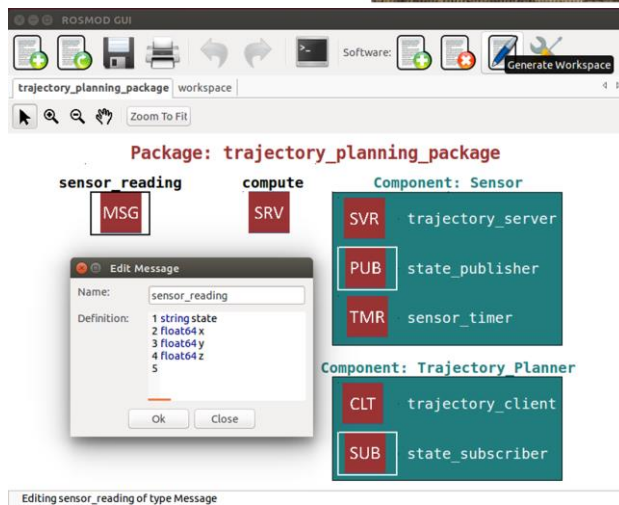 ROSMOD GUI
Software:
Generate Workspace
trajectory_planning_package workspace
Zoom To Fit
Package: trajectory_planning_package
sensor_reading compute
MSG SRV
Component: Sensor
SVR trajectory_server
PUB state_publisher
TMR sensor_timer
Edit Message
Name: sensor_reading
Definition: 1 string state
2 float64 x
3 float64 y
4 float64 z
5
Ok Close
Component: Trajectory_Planner
CLT trajectory_client
SUB state_subscriber
Editing sensor_reading of type Message